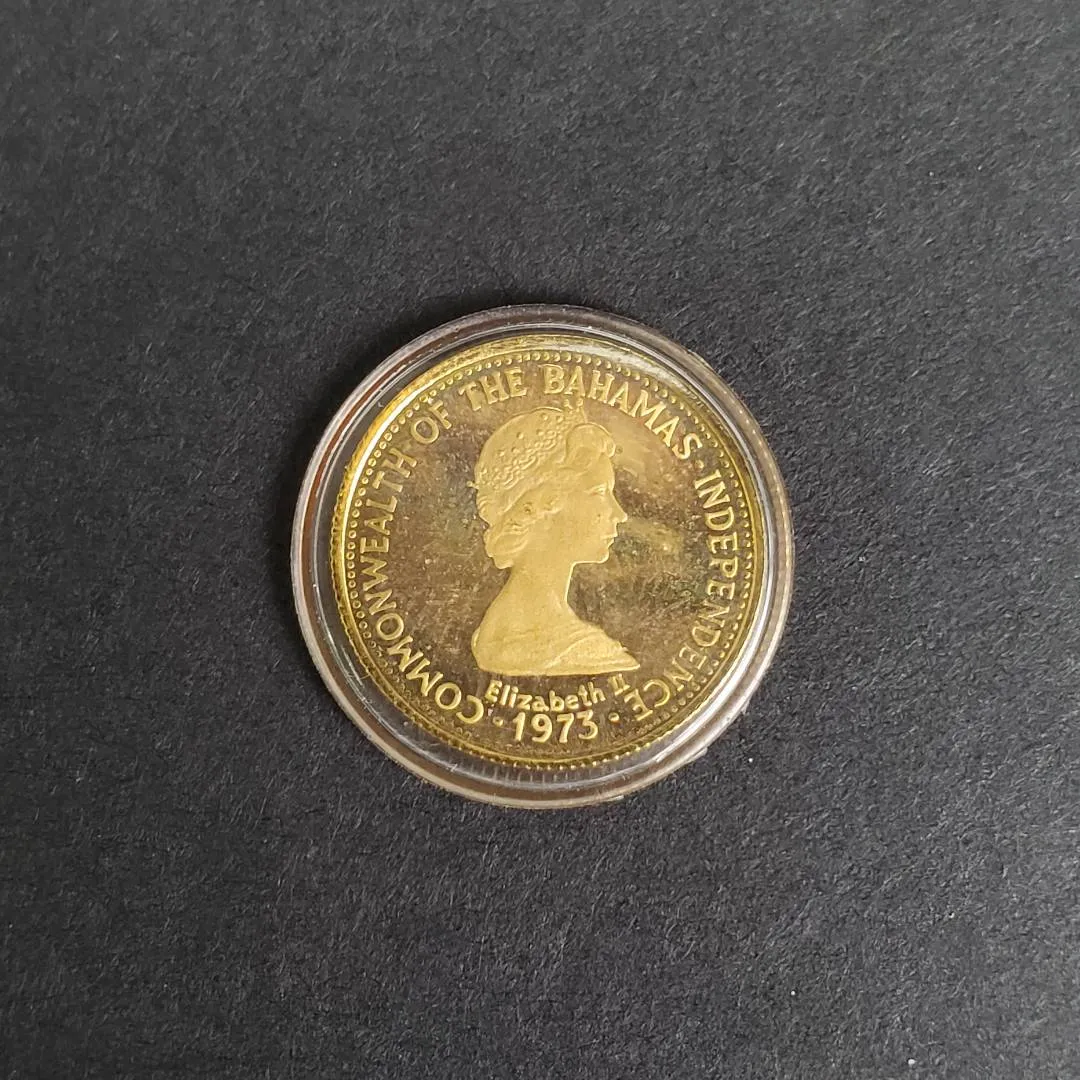 COMMONWEALTH OF THE BAHAMAS · INDEPENDENCE
Elizabeth II
· 1973 ·